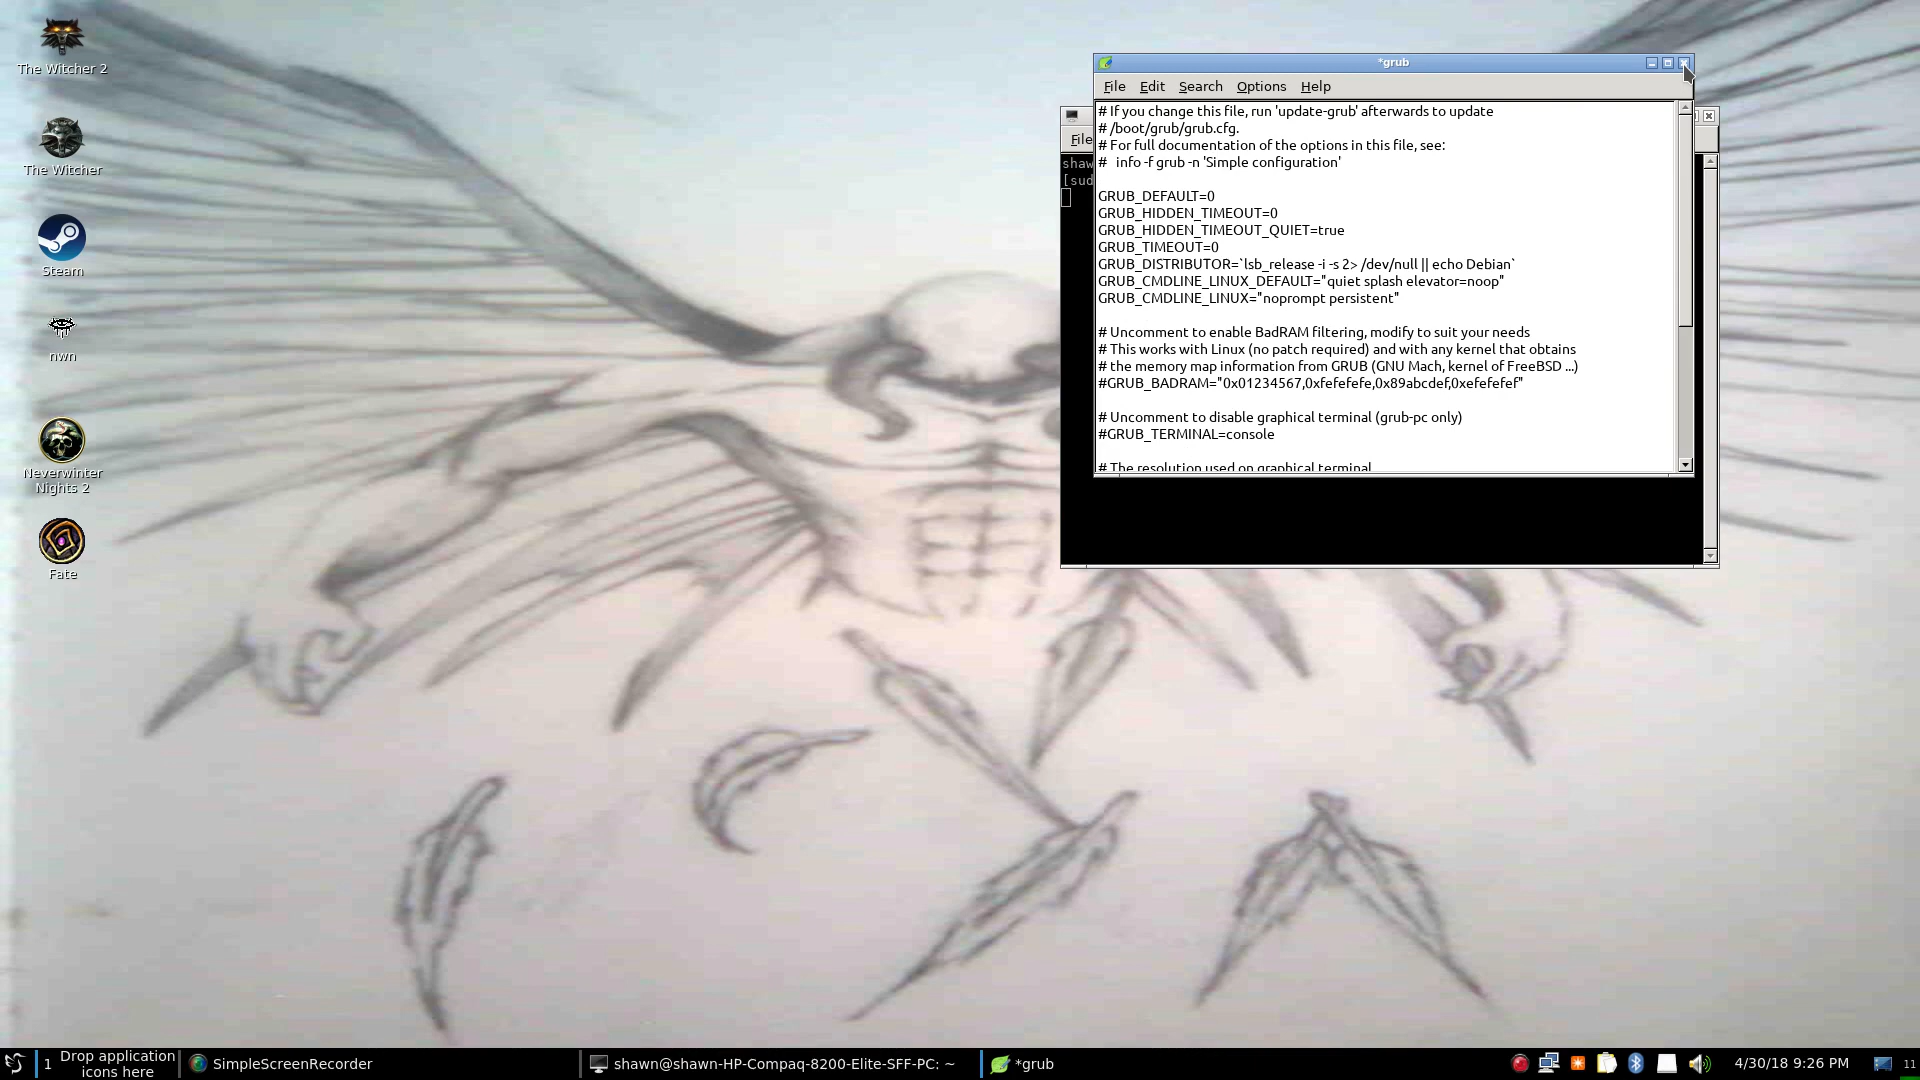 The Witcher 2
The Witcher
Steam
nwn
Neverwinter
Nights 2
Fate
*grub
File Edit Search Options Help
# If you change this file, run 'update-grub' afterwards to update
# /boot/grub/grub.cfg.
# For full documentation of the options in this file, see:
#   info -f grub -n 'Simple configuration'
GRUB_DEFAULT=0
GRUB_HIDDEN_TIMEOUT=0
GRUB_HIDDEN_TIMEOUT_QUIET=true
GRUB_TIMEOUT=0
GRUB_DISTRIBUTOR=`lsb_release -i -s 2> /dev/null || echo Debian`
GRUB_CMDLINE_LINUX_DEFAULT="quiet splash elevator=noop"
GRUB_CMDLINE_LINUX="noprompt persistent"
# Uncomment to enable BadRAM filtering, modify to suit your needs
# This works with Linux (no patch required) and with any kernel that obtains
# the memory map information from GRUB (GNU Mach, kernel of FreeBSD ...)
#GRUB_BADRAM="0x01234567,0xfefefefe,0x89abcdef,0xefefefef"
# Uncomment to disable graphical terminal (grub-pc only)
#GRUB_TERMINAL=console
# The resolution used on graphical terminal
File
shaw
[sud
1 Drop application
icons here
SimpleScreenRecorder
shawn@shawn-HP-Compaq-8200-Elite-SFF-PC: ~
*grub
4/30/18 9:26 PM
11